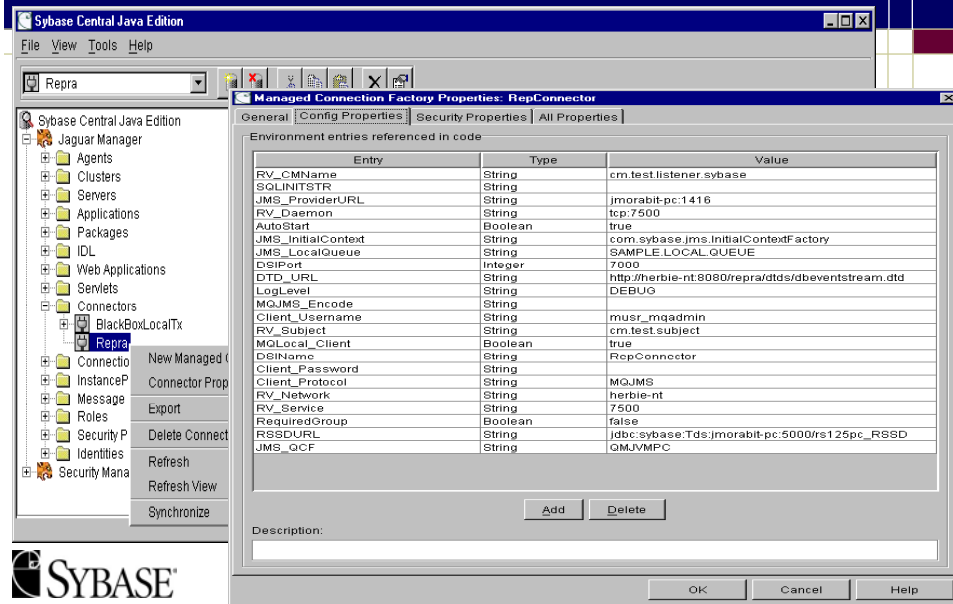 Sybase Central Java Edition
File View Tools Help
Repra
Sybase Central Java Edition
Jaguar Manager
Agents
Clusters
Servers
Applications
Packages
IDL
Web Applications
Servlets
Connectors
BlackBoxLocalTx
Repra
Connectio
InstanceP
Message
Roles
Security P
Identities
Security Mana
New Managed
Connector Prop
Export
Delete Connect
Refresh
Refresh View
Synchronize
Managed Connection Factory Properties: RepConnector
General Config Properties Security Properties All Properties
Environment entries referenced in code
Entry Type Value
RV_CMName String cm.test.listener.sybase
SQLINITSTR String
JMS_ProviderURL String jmorabit-pc:1416
RV_Daemon String tcp:7500
AutoStart Boolean true
JMS_InitialContext String com.sybase.jms.InitialContextFactory
JMS_LocalQueue String SAMPLE.LOCAL.QUEUE
DSIPort Integer 7000
DTD_URL String http://herbie-nt:8080/repra/dtds/dbeventstream.dtd
LogLevel String DEBUG
MQJMS_Encode String
Client_Username String musr_mqadmin
RV_Subject String cm.test.subject
MQLocal_Client Boolean true
DSIName String RepConnector
Client_Password String
Client_Protocol String MQJMS
RV_Network String herbie-nt
RV_Service String 7500
RequiredGroup Boolean false
RSSDURL String jdbc:sybase:Tds:jmorabit-pc:5000/rs125pc_RSSD
JMS_QCF String QMJVMPC
Add Delete
Description:
OK Cancel Help
SYBASE®